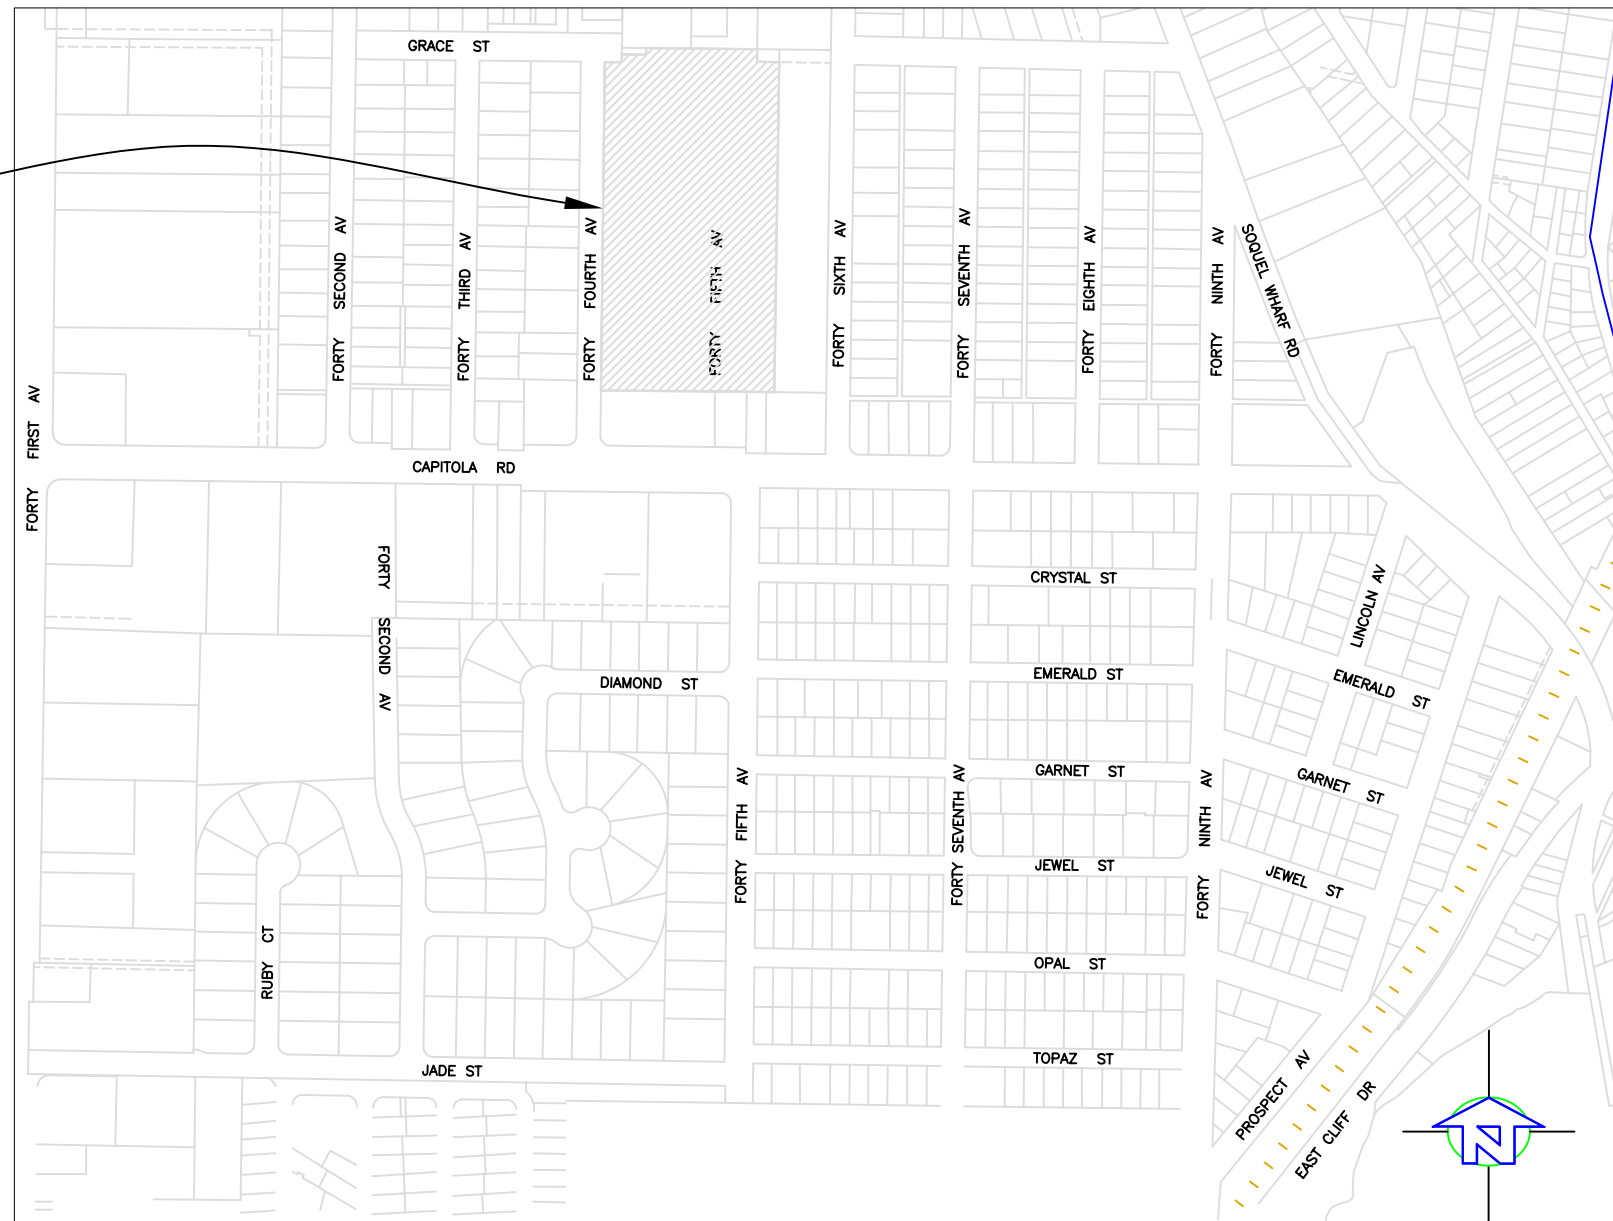 GRACE ST
FORTY FIRST AV
FORTY SECOND AV
FORTY THIRD AV
FORTY FOURTH AV
FORTY FIFTH AV
FORTY SIXTH AV
FORTY SEVENTH AV
FORTY EIGHTH AV
FORTY NINTH AV
SOQUEL WHARF RD
CAPITOLA RD
FORTY SECOND AV
CRYSTAL ST
LINCOLN AV
EMERALD ST
EMERALD ST
DIAMOND ST
GARNET ST
GARNET ST
FORTY FIFTH AV
FORTY SEVENTH AV
FORTY NINTH AV
JEWEL ST
JEWEL ST
RUBY CT
OPAL ST
TOPAZ ST
JADE ST
PROSPECT AV
EAST CLIFF DR
N